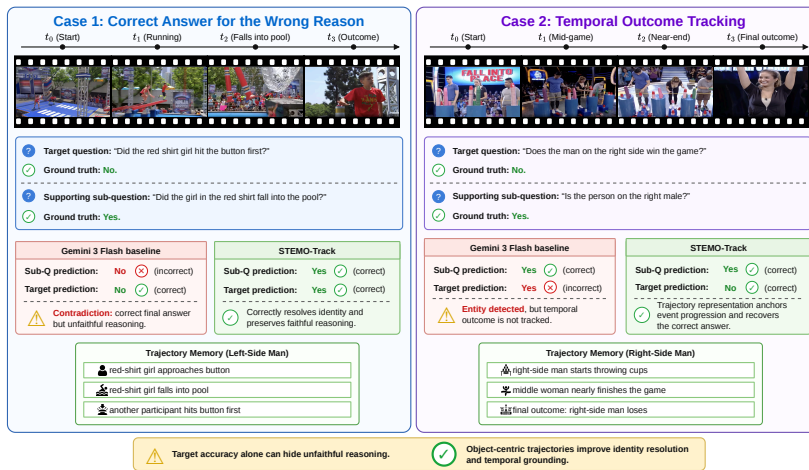 Case 1: Correct Answer for the Wrong Reason
t0 (Start)
t1 (Running)
t2 (Falls into pool)
t3 (Outcome)
? Target question: “Did the red shirt girl hit the button first?”
Ground truth: No.
? Supporting sub-question: “Did the girl in the red shirt fall into the pool?”
Ground truth: Yes.
Gemini 3 Flash baseline
Sub-Q prediction: No (incorrect)
Target prediction: No (correct)
Contradiction: correct final answer
but unfaithful reasoning.
STEMO-Track
Sub-Q prediction: Yes (correct)
Target prediction: No (correct)
Correctly resolves identity and
preserves faithful reasoning.
Trajectory Memory (Left-Side Man)
red-shirt girl approaches button
red-shirt girl falls into pool
another participant hits button first
Case 2: Temporal Outcome Tracking
t0 (Start)
t1 (Mid-game)
t2 (Near-end)
t3 (Final outcome)
FALL INTO
PLACE
? Target question: “Does the man on the right side win the game?”
Ground truth: No.
? Supporting sub-question: “Is the person on the right male?”
Ground truth: Yes.
Gemini 3 Flash baseline
Sub-Q prediction: Yes (correct)
Target prediction: Yes (incorrect)
Entity detected, but temporal
outcome is not tracked.
STEMO-Track
Sub-Q prediction: Yes (correct)
Target prediction: No (correct)
Trajectory representation anchors
event progression and recovers
the correct answer.
Trajectory Memory (Right-Side Man)
right-side man starts throwing cups
middle woman nearly finishes the game
final outcome: right-side man loses
Target accuracy alone can hide unfaithful reasoning.
Object-centric trajectories improve identity resolution
and temporal grounding.